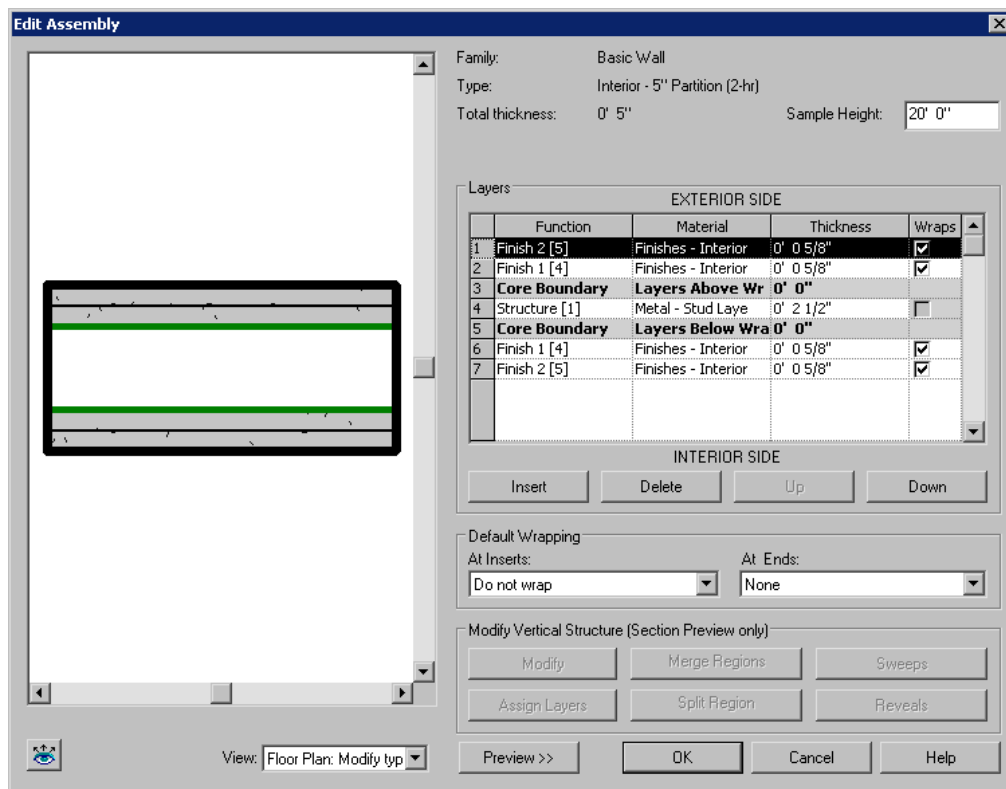 Edit Assembly
Family: Basic Wall
Type: Interior - 5" Partition (2-hr)
Total thickness: 0' 5" Sample Height: 20' 0"
Layers
EXTERIOR SIDE
Function Material Thickness Wraps
1 Finish 2 [5] Finishes - Interior 0' 0 5/8"
2 Finish 1 [4] Finishes - Interior 0' 0 5/8"
3 Core Boundary Layers Above Wr 0' 0"
4 Structure [1] Metal - Stud Laye 0' 2 1/2"
5 Core Boundary Layers Below Wra 0' 0"
6 Finish 1 [4] Finishes - Interior 0' 0 5/8"
7 Finish 2 [5] Finishes - Interior 0' 0 5/8"
INTERIOR SIDE
Insert Delete Up Down
Default Wrapping
At Inserts: At Ends:
Do not wrap None
Modify Vertical Structure (Section Preview only)
Modify Merge Regions Sweeps
Assign Layers Split Region Reveals
View: Floor Plan: Modify typ Preview >> OK Cancel Help